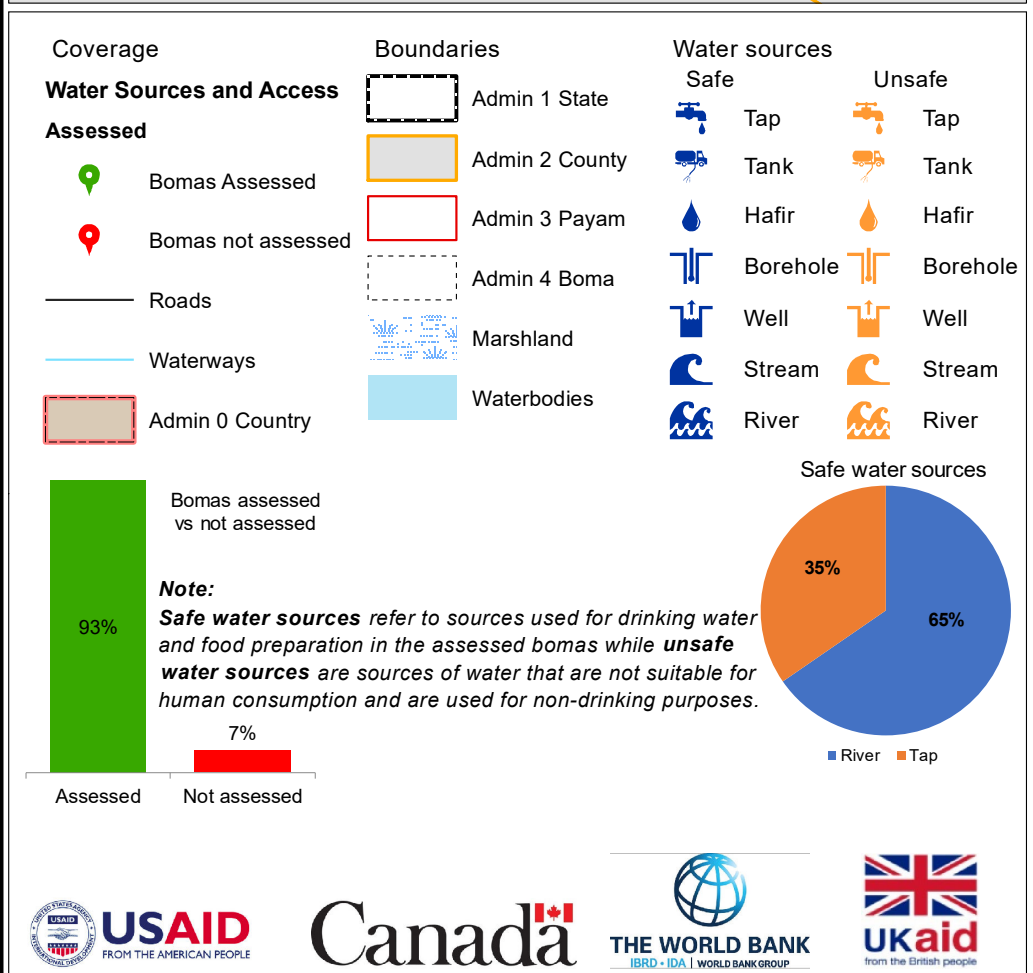 Coverage
Water Sources and Access
Assessed
Bomas Assessed
Bomas not assessed
Roads
Waterways
Admin 0 Country
Boundaries
Admin 1 State
Admin 2 County
Admin 3 Payam
Admin 4 Boma
Marshland
Waterbodies
Water sources
Safe Unsafe
Tap Tap
Tank Tank
Hafir Hafir
Borehole Borehole
Well Well
Stream Stream
River River
Bomas assessed
vs not assessed
93%
7%
Assessed Not assessed
Note:
Safe water sources refer to sources used for drinking water
and food preparation in the assessed bomas while unsafe
water sources are sources of water that are not suitable for
human consumption and are used for non-drinking purposes.
Safe water sources
35%
65%
River Tap
UNITED STATES AGENCY
USAID
INTERNATIONAL DEVELOPMENT
USAID
FROM THE AMERICAN PEOPLE
Canada
THE WORLD BANK
IBRD • IDA | WORLD BANK GROUP
UKaid
from the British people